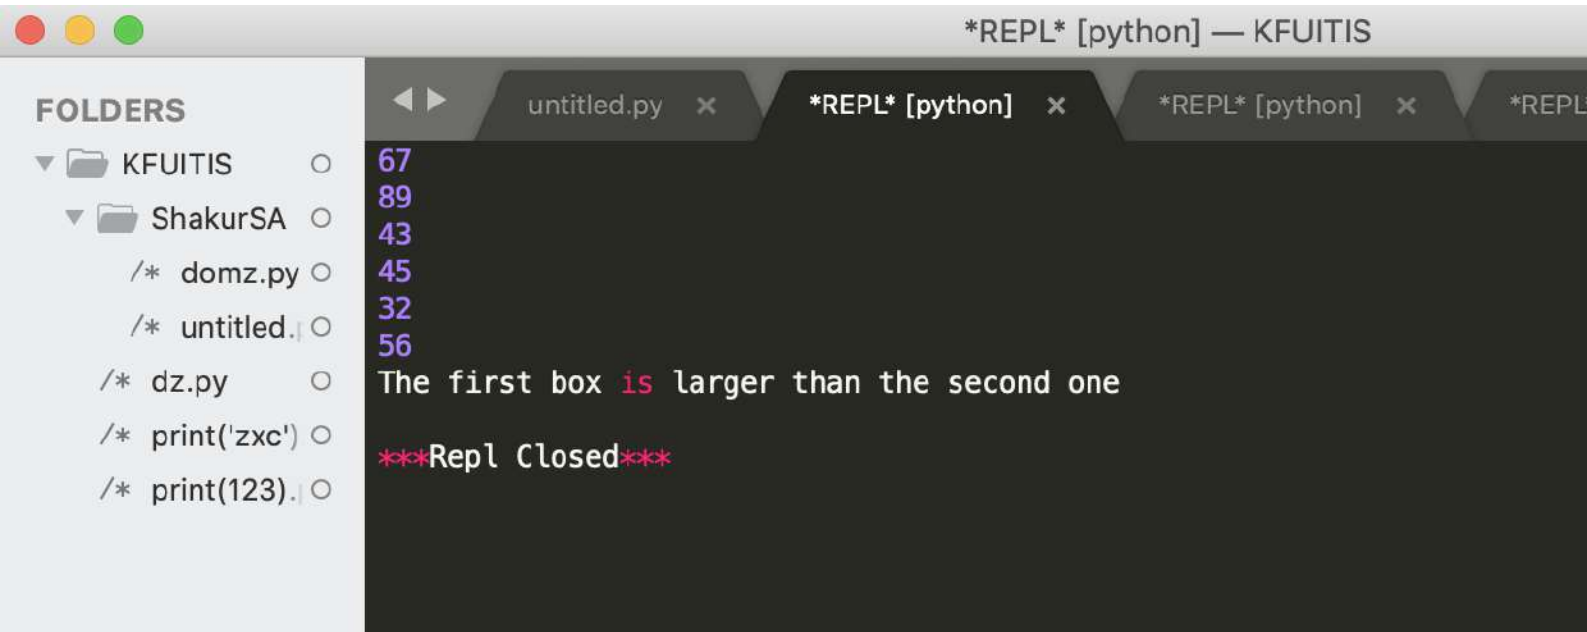 *REPL* [python] — KFUITIS
FOLDERS
KFUITIS
ShakurSA
/* domz.py
/* untitled.
/* dz.py
/* print('zxc')
/* print(123).
untitled.py × *REPL* [python] × *REPL* [python] × *REPL
67
89
43
45
32
56
The first box is larger than the second one
***Repl Closed***